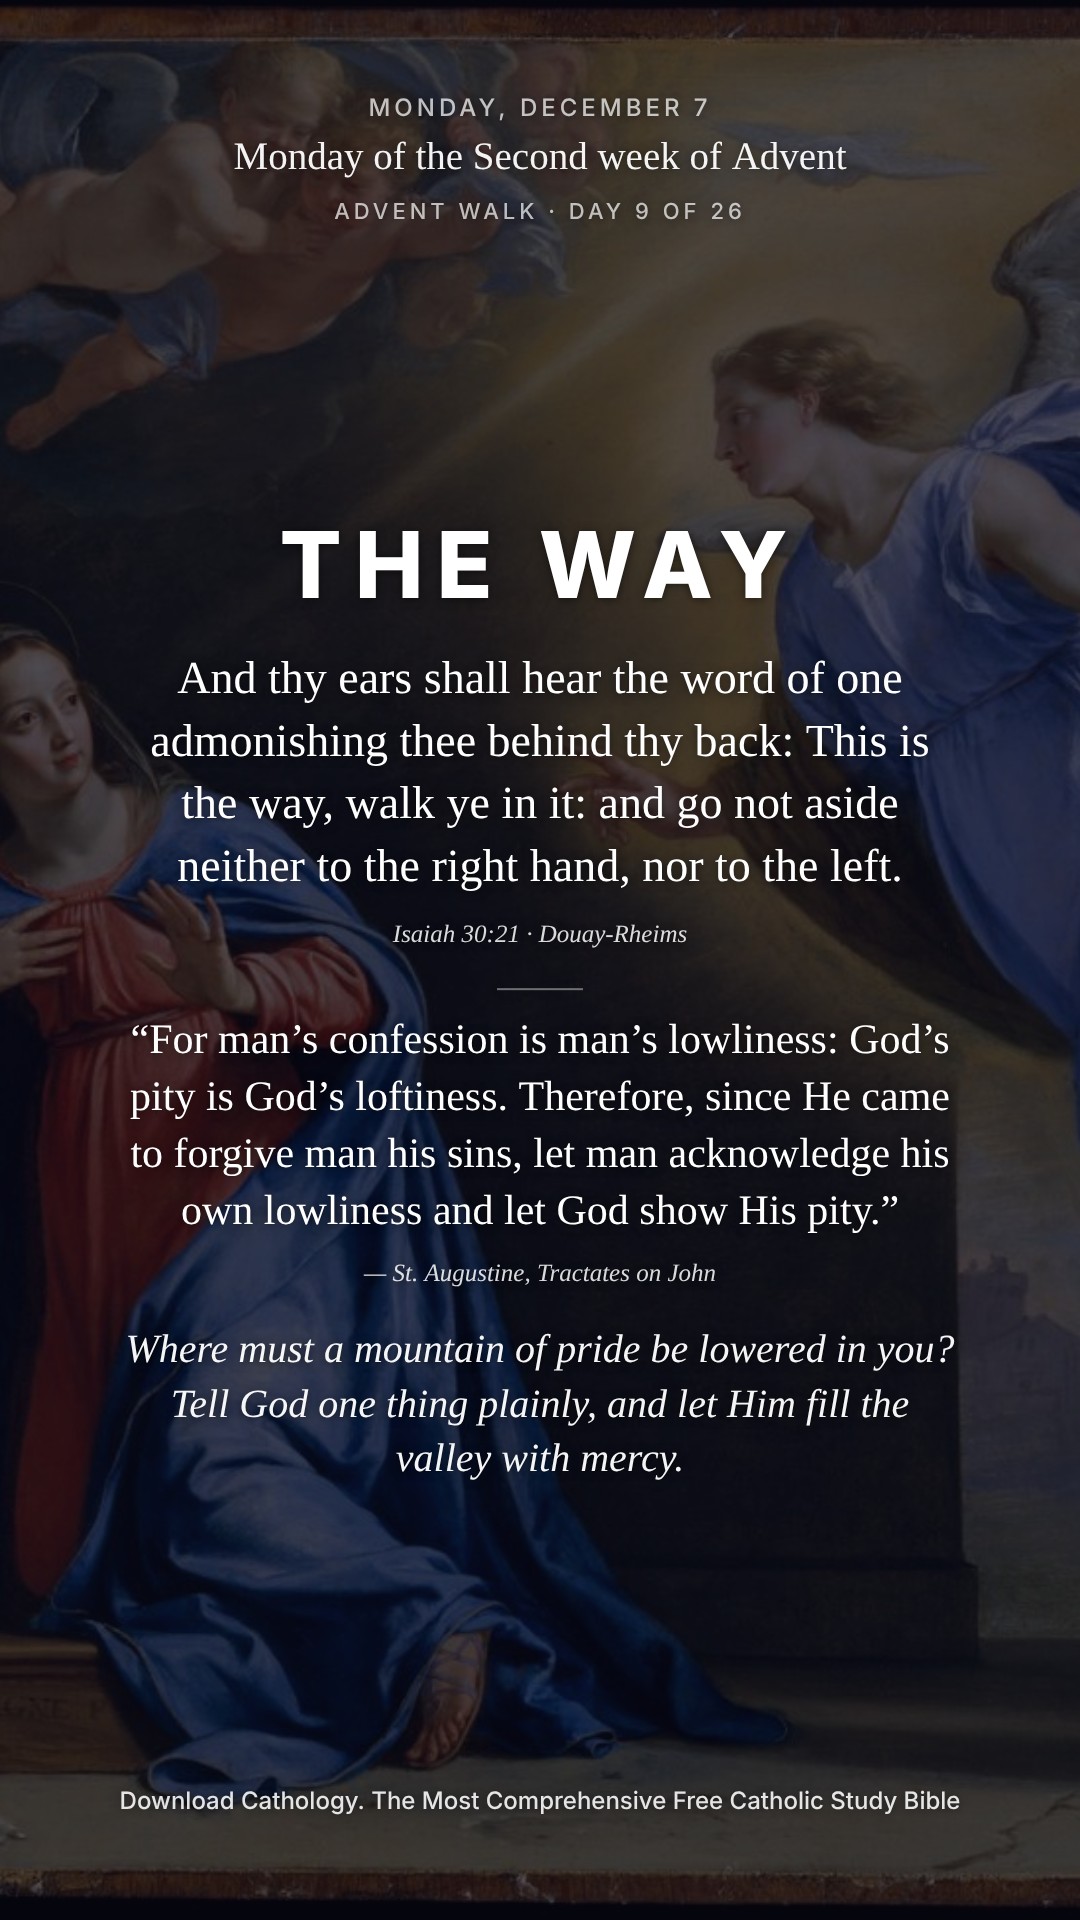 MONDAY, DECEMBER 7
Monday of the Second week of Advent
ADVENT WALK · DAY 9 OF 26
THE WAY
And thy ears shall hear the word of one
admonishing thee behind thy back: This is
the way, walk ye in it: and go not aside
neither to the right hand, nor to the left.
Isaiah 30:21 · Douay-Rheims
“For man’s confession is man’s lowliness: God’s
pity is God’s loftiness. Therefore, since He came
to forgive man his sins, let man acknowledge his
own lowliness and let God show His pity.”
— St. Augustine, Tractates on John
Where must a mountain of pride be lowered in you?
Tell God one thing plainly, and let Him fill the
valley with mercy.
Download Cathology. The Most Comprehensive Free Catholic Study Bible